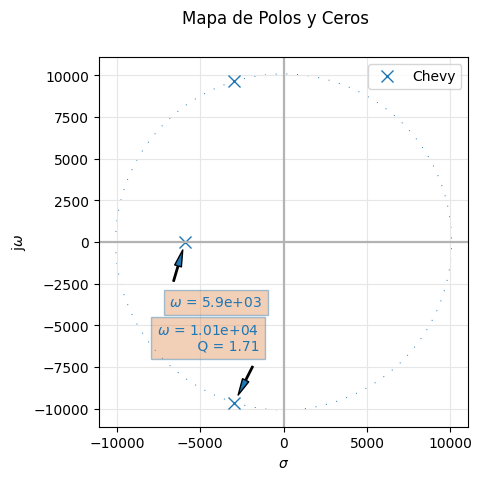 Mapa de Polos y Ceros
Chevy
10000
7500
5000
2500
0
−2500
−5000
−7500
−10000
jω
ω = 5.9e+03
ω = 1.01e+04
Q = 1.71
−10000 −5000 0 5000 10000
σ